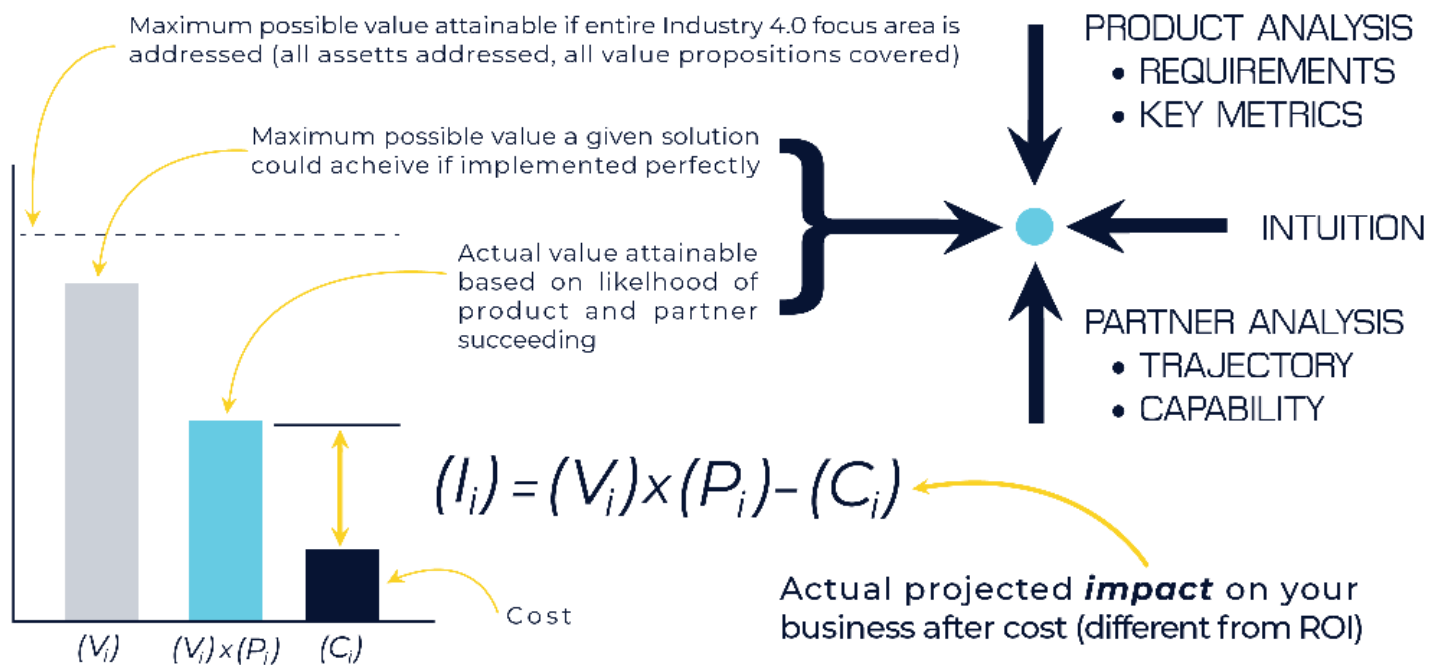 Maximum possible value attainable if entire Industry 4.0 focus area is
addressed (all assetts addressed, all value propositions covered)
Maximum possible value a given solution
could acheive if implemented perfectly
Actual value attainable
based on likelhood of
product and partner
succeeding
PRODUCT ANALYSIS
• REQUIREMENTS
• KEY METRICS
INTUITION
PARTNER ANALYSIS
• TRAJECTORY
• CAPABILITY
(Iᵢ) = (Vᵢ)x(Pᵢ)–(Cᵢ)
Cost
Actual projected impact on your
business after cost (different from ROI)
(Vᵢ)
(Vᵢ)x(Pᵢ)
(Cᵢ)